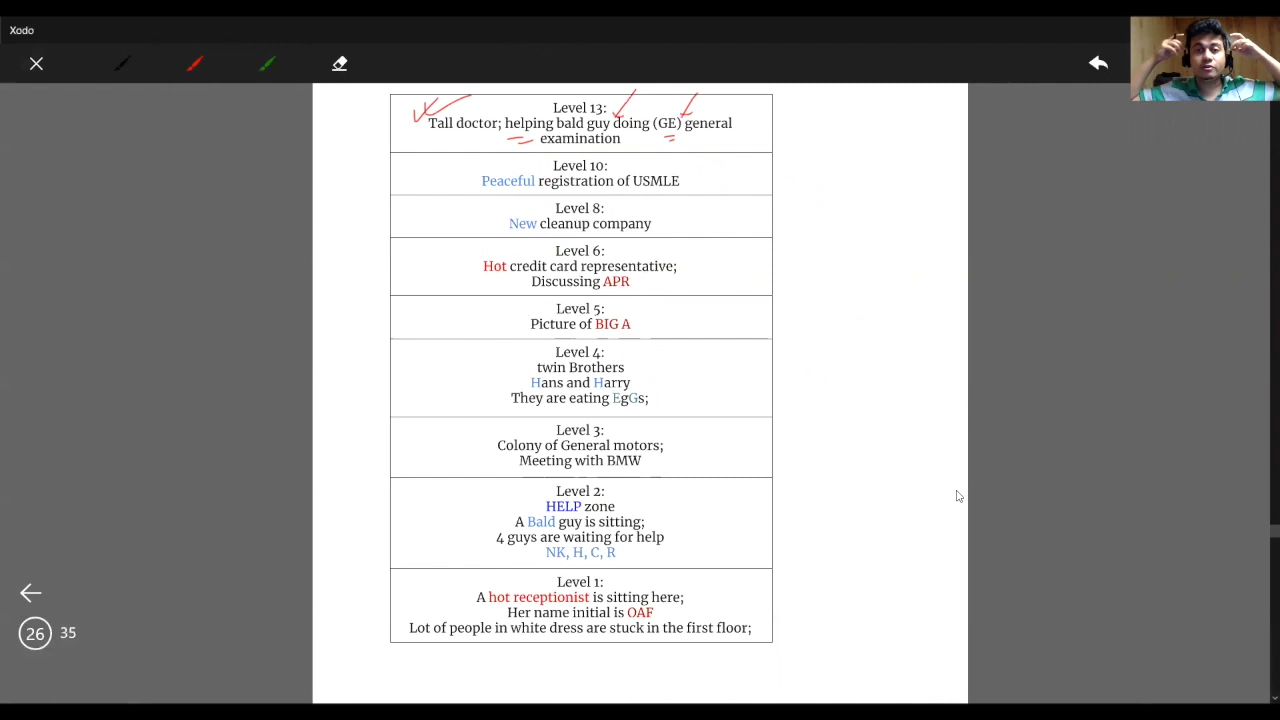 Xodo
Level 13:
Tall doctor; helping bald guy doing (GE) general
examination
Level 10:
Peaceful registration of USMLE
Level 8:
New cleanup company
Level 6:
Hot credit card representative;
Discussing APR
Level 5:
Picture of BIG A
Level 4:
twin Brothers
Hans and Harry
They are eating EgGs;
Level 3:
Colony of General motors;
Meeting with BMW
Level 2:
HELP zone
A Bald guy is sitting;
4 guys are waiting for help
NK, H, C, R
Level 1:
A hot receptionist is sitting here;
Her name initial is OAF
Lot of people in white dress are stuck in the first floor;
26 35